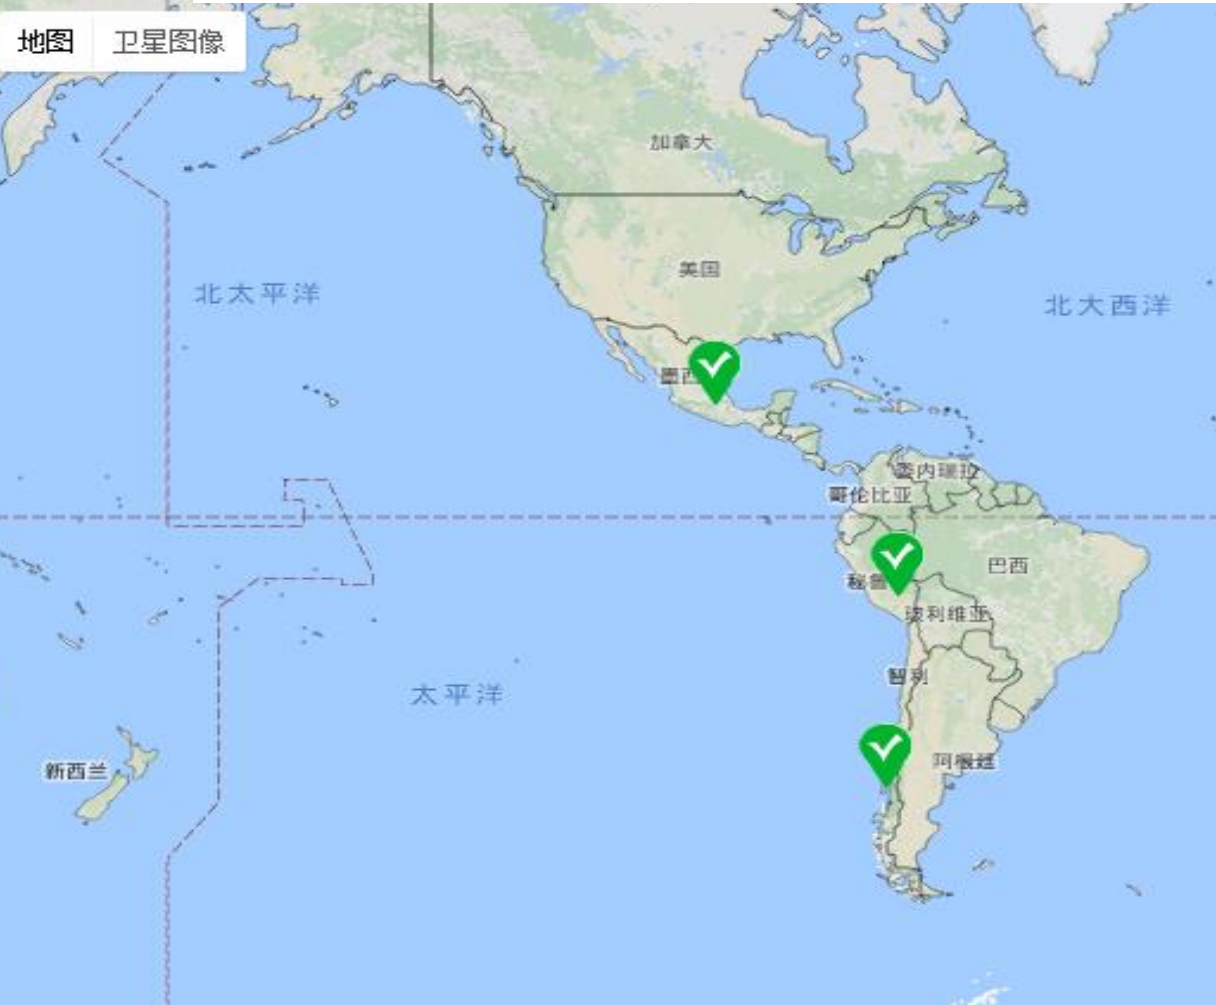 地图 卫星图像
加拿大
美国
北太平洋
北大西洋
墨西
委内瑞拉
哥伦比亚
巴西
秘鲁
玻利维亚
智利
太平洋
阿根廷
新西兰